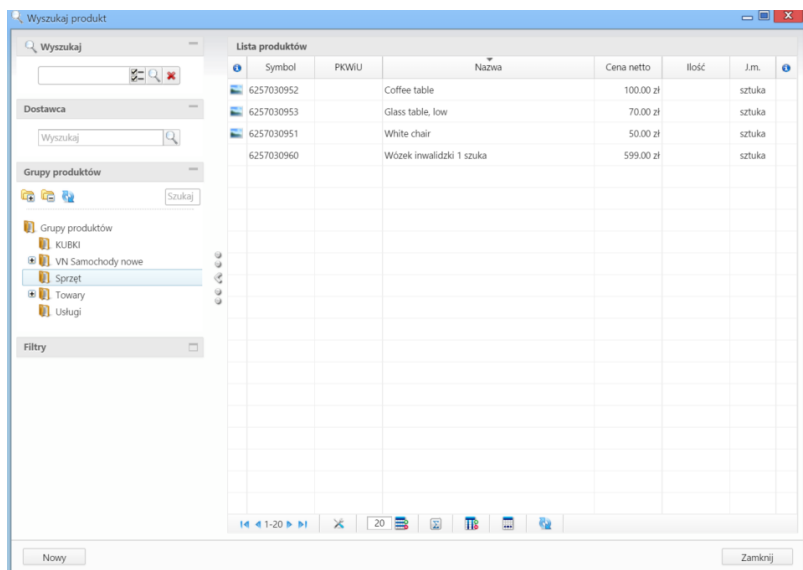 Wyszukaj produkt
Wyszukaj
Dostawca
Wyszukaj
Grupy produktów
Szukaj
Grupy produktów
KUBKI
VN Samochody nowe
Sprzęt
Towary
Usługi
Filtry
Lista produktów
Symbol PKWiU Nazwa Cena netto Ilość J.m.
6257030952 Coffee table 100.00 zł sztuka
6257030953 Glass table, low 70.00 zł sztuka
6257030951 White chair 50.00 zł sztuka
6257030960 Wózek inwalidzki 1 szuka 599.00 zł sztuka
1-20 20
Nowy Zamknij